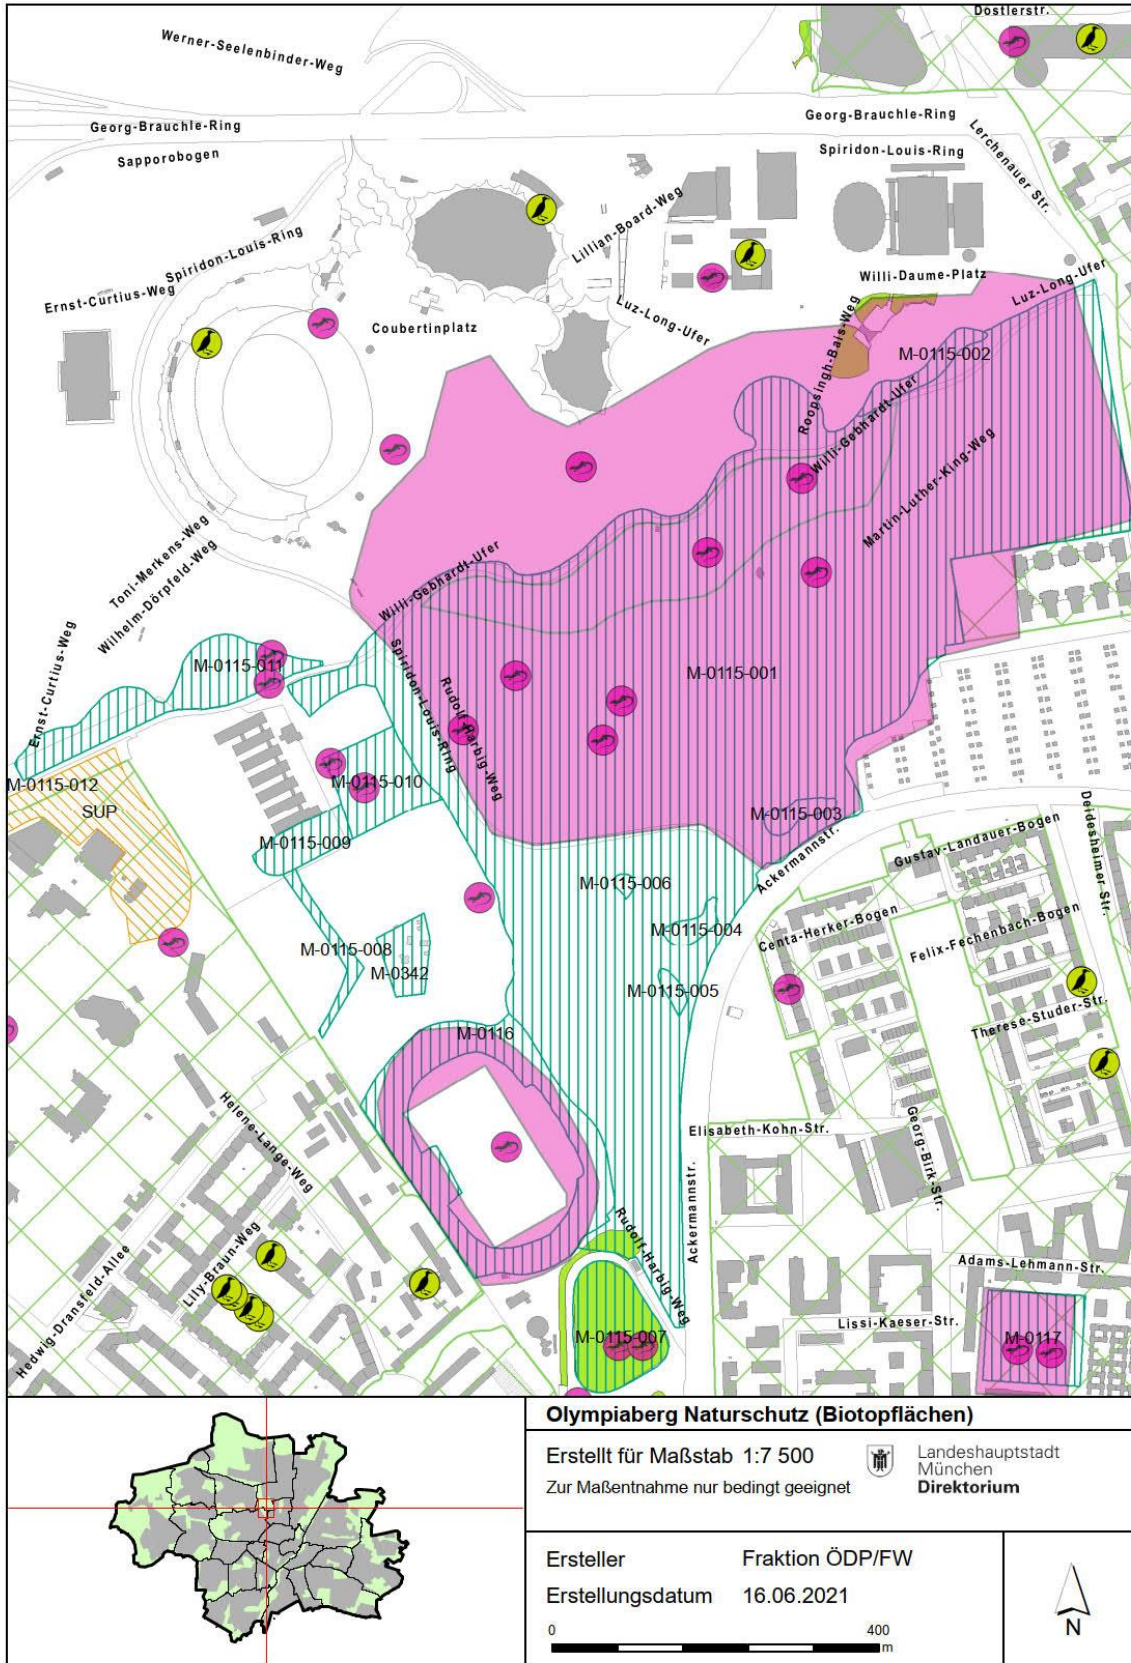 Dostlerstr.
Werner-Seelenbinder-Weg
Georg-Brauchle-Ring
Georg-Brauchle-Ring
Sapporobogen
Spiridon-Louis-Ring
Lerchenauer Str.
Lillian-Board-Weg
Spiridon-Louis-Ring
Ernst-Curtius-Weg
Willi-Daume-Platz
Luz-Long-Ufer
Coubertinplatz
Luz-Long-Ufer
Roopsingh-Bais-Weg
M-0115-002
Willi-Gebhardt-Ufer
Martin-Luther-King-Weg
Toni-Merkens-Weg
Wilhelm-Dörpfeld-Weg
Willi-Gebhardt-Ufer
Ernst-Curtius-Weg
M-0115-011
Spiridon-Louis-Ring
Rudolf-Harbig-Weg
M-0115-001
M-0115-012
SUP
M-0115-010
M-0115-003
Deidesheimer Str.
M-0115-009
Ackermannstr.
Gustav-Landauer-Bogen
M-0115-006
M-0115-004
Centa-Herker-Bogen
Felix-Fechenbach-Bogen
M-0115-008
M-0342
M-0115-005
Therese-Studer-Str.
M-0116
Helene-Lange-Weg
Elisabeth-Kohn-Str.
Georg-Birk-Str.
Ackermannstr.
Rudolf-Harbig-Weg
Hedwig-Dransfeld-Allee
Lily-Braun-Weg
Adams-Lehmann-Str.
Lissi-Kaeser-Str.
M-0115-007
M-0117
Olympiaberg Naturschutz (Biotopflächen)
Erstellt für Maßstab 1:7 500
Zur Maßentnahme nur bedingt geeignet
Landeshauptstadt
München
Direktorium
Ersteller Fraktion ÖDP/FW
Erstellungsdatum 16.06.2021
0 400
m
N